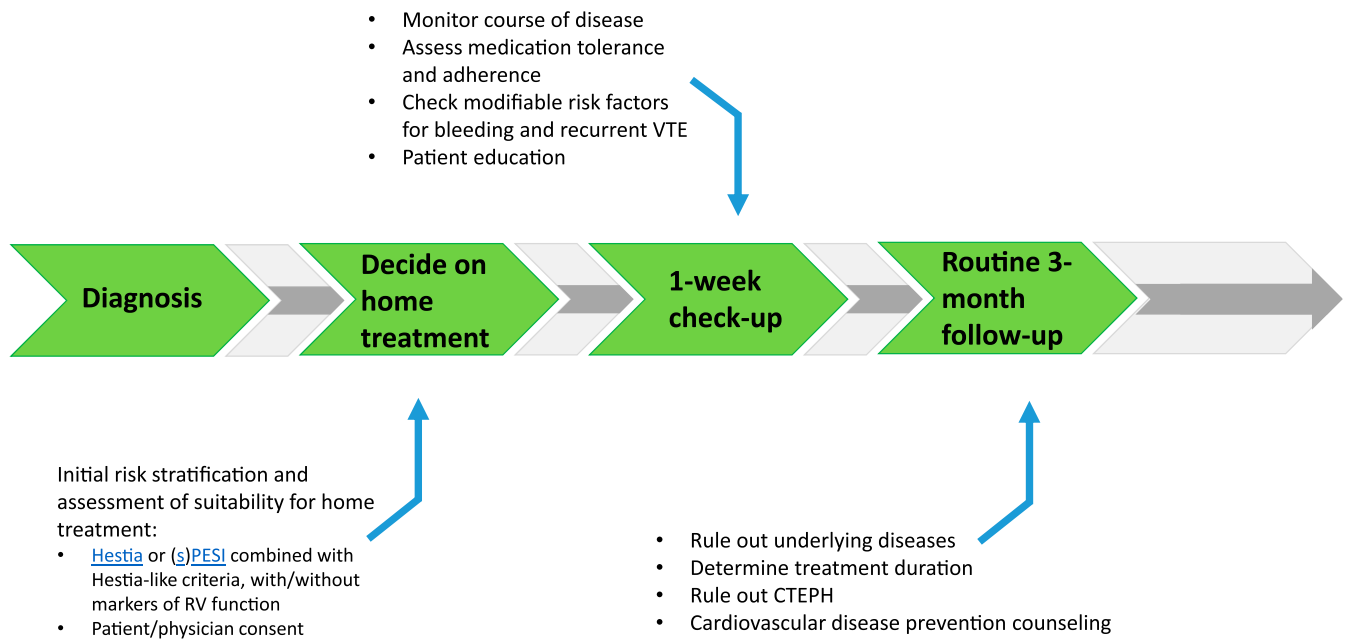 • Monitor course of disease
• Assess medication tolerance
and adherence
• Check modifiable risk factors
for bleeding and recurrent VTE
• Patient education
Diagnosis
Decide on
home
treatment
1-week
check-up
Routine 3-
month
follow-up
Initial risk stratification and
assessment of suitability for home
treatment:
• Hestia or (s)PESI combined with
Hestia-like criteria, with/without
markers of RV function
• Patient/physician consent
• Rule out underlying diseases
• Determine treatment duration
• Rule out CTEPH
• Cardiovascular disease prevention counseling